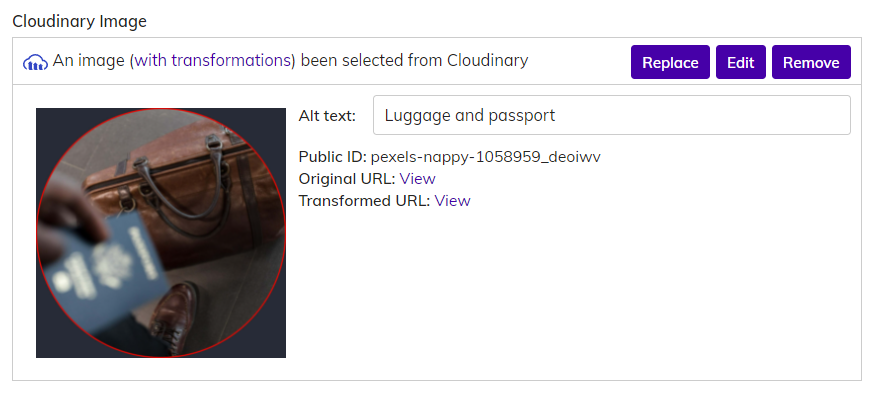 Cloudinary Image
An image (with transformations) been selected from Cloudinary
Replace
Edit
Remove
Alt text:
Luggage and passport
Public ID: pexels-nappy-1058959_deoiwv
Original URL: View
Transformed URL: View